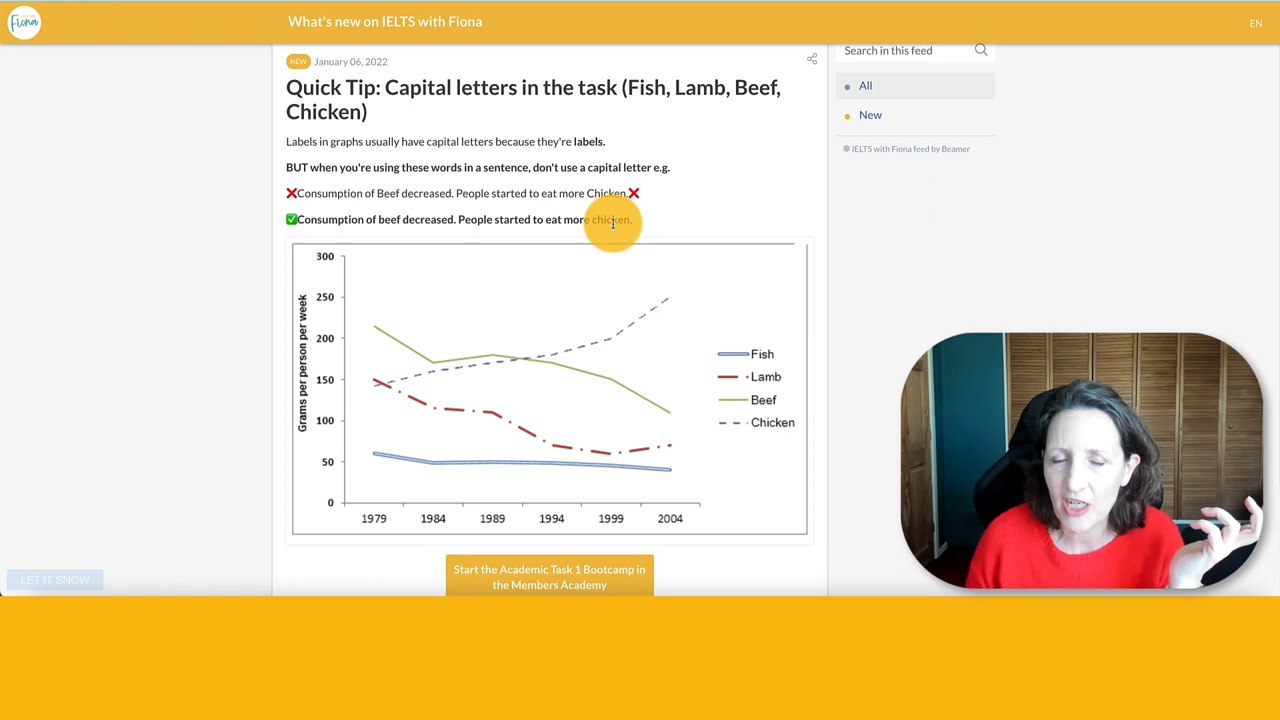 Fiona
What's new on IELTS with Fiona
EN
NEW January 06, 2022
Quick Tip: Capital letters in the task (Fish, Lamb, Beef,
Chicken)
Labels in graphs usually have capital letters because they're labels.
BUT when you're using these words in a sentence, don't use a capital letter e.g.
❌Consumption of Beef decreased. People started to eat more Chicken.❌
✅Consumption of beef decreased. People started to eat more chicken.
Search in this feed
All
New
IELTS with Fiona feed by Beamer
Grams per person per week
300
250
200
150
100
50
0
1979 1984 1989 1994 1999 2004
Fish
Lamb
Beef
Chicken
LET IT SNOW
Start the Academic Task 1 Bootcamp in
the Members Academy